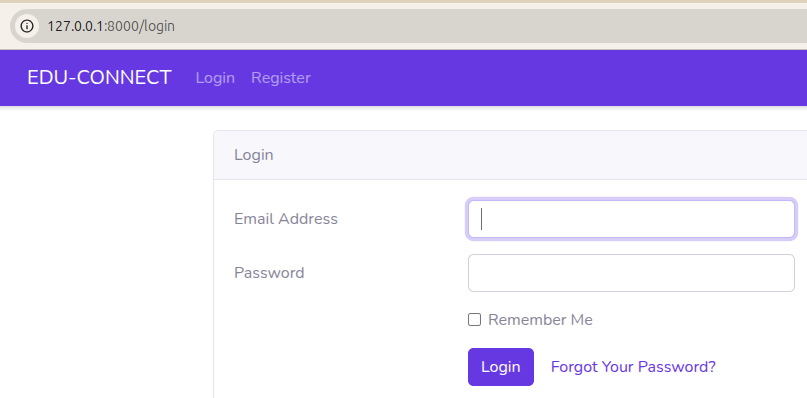 127.0.0.1:8000/login
EDU-CONNECT Login Register
Login
Email Address
Password
Remember Me
Login Forgot Your Password?